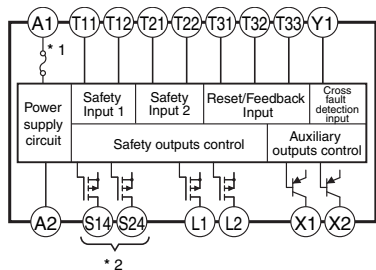 A1 T11 T12 T21 T22 T31 T32 T33 Y1
* 1
Power
supply
circuit
Safety
Input 1
Safety
Input 2
Reset/Feedback
Input
Cross
fault
detection
input
Safety outputs control
Auxiliary
outputs control
A2 S14 S24 L1 L2 X1 X2
* 2